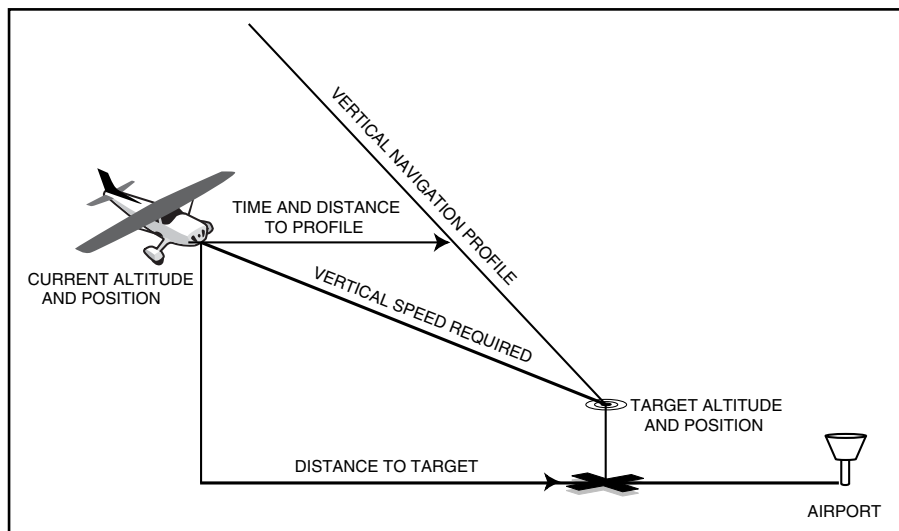 VERTICAL NAVIGATION PROFILE
TIME AND DISTANCE
TO PROFILE
CURRENT ALTITUDE
AND POSITION
VERTICAL SPEED REQUIRED
TARGET ALTITUDE
AND POSITION
DISTANCE TO TARGET
AIRPORT